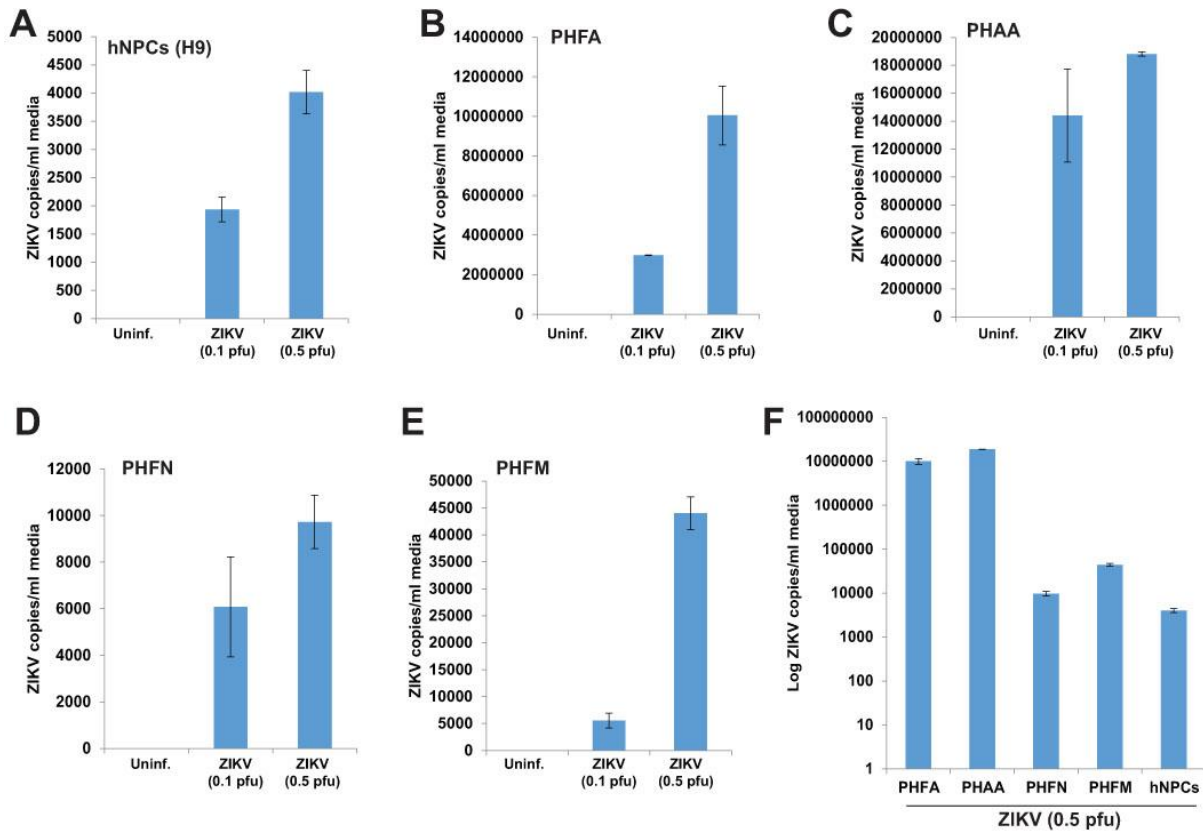 A
hNPCs (H9)
ZIKV copies/ml media
5000
4500
4000
3500
3000
2500
2000
1500
1000
500
0
Uninf.
ZIKV
(0.1 pfu)
ZIKV
(0.5 pfu)
B
PHFA
ZIKV copies/ml media
14000000
12000000
10000000
8000000
6000000
4000000
2000000
0
Uninf.
ZIKV
(0.1 pfu)
ZIKV
(0.5 pfu)
C
PHAA
ZIKV copies/ml media
20000000
18000000
16000000
14000000
12000000
10000000
8000000
6000000
4000000
2000000
0
Uninf.
ZIKV
(0.1 pfu)
ZIKV
(0.5 pfu)
D
PHFN
ZIKV copies/ml media
12000
10000
8000
6000
4000
2000
0
Uninf.
ZIKV
(0.1 pfu)
ZIKV
(0.5 pfu)
E
PHFM
ZIKV copies/ml media
50000
45000
40000
35000
30000
25000
20000
15000
10000
5000
0
Uninf.
ZIKV
(0.1 pfu)
ZIKV
(0.5 pfu)
F
Log ZIKV copies/ml media
100000000
10000000
1000000
100000
10000
1000
100
10
1
PHFA PHAA PHFN PHFM hNPCs
ZIKV (0.5 pfu)